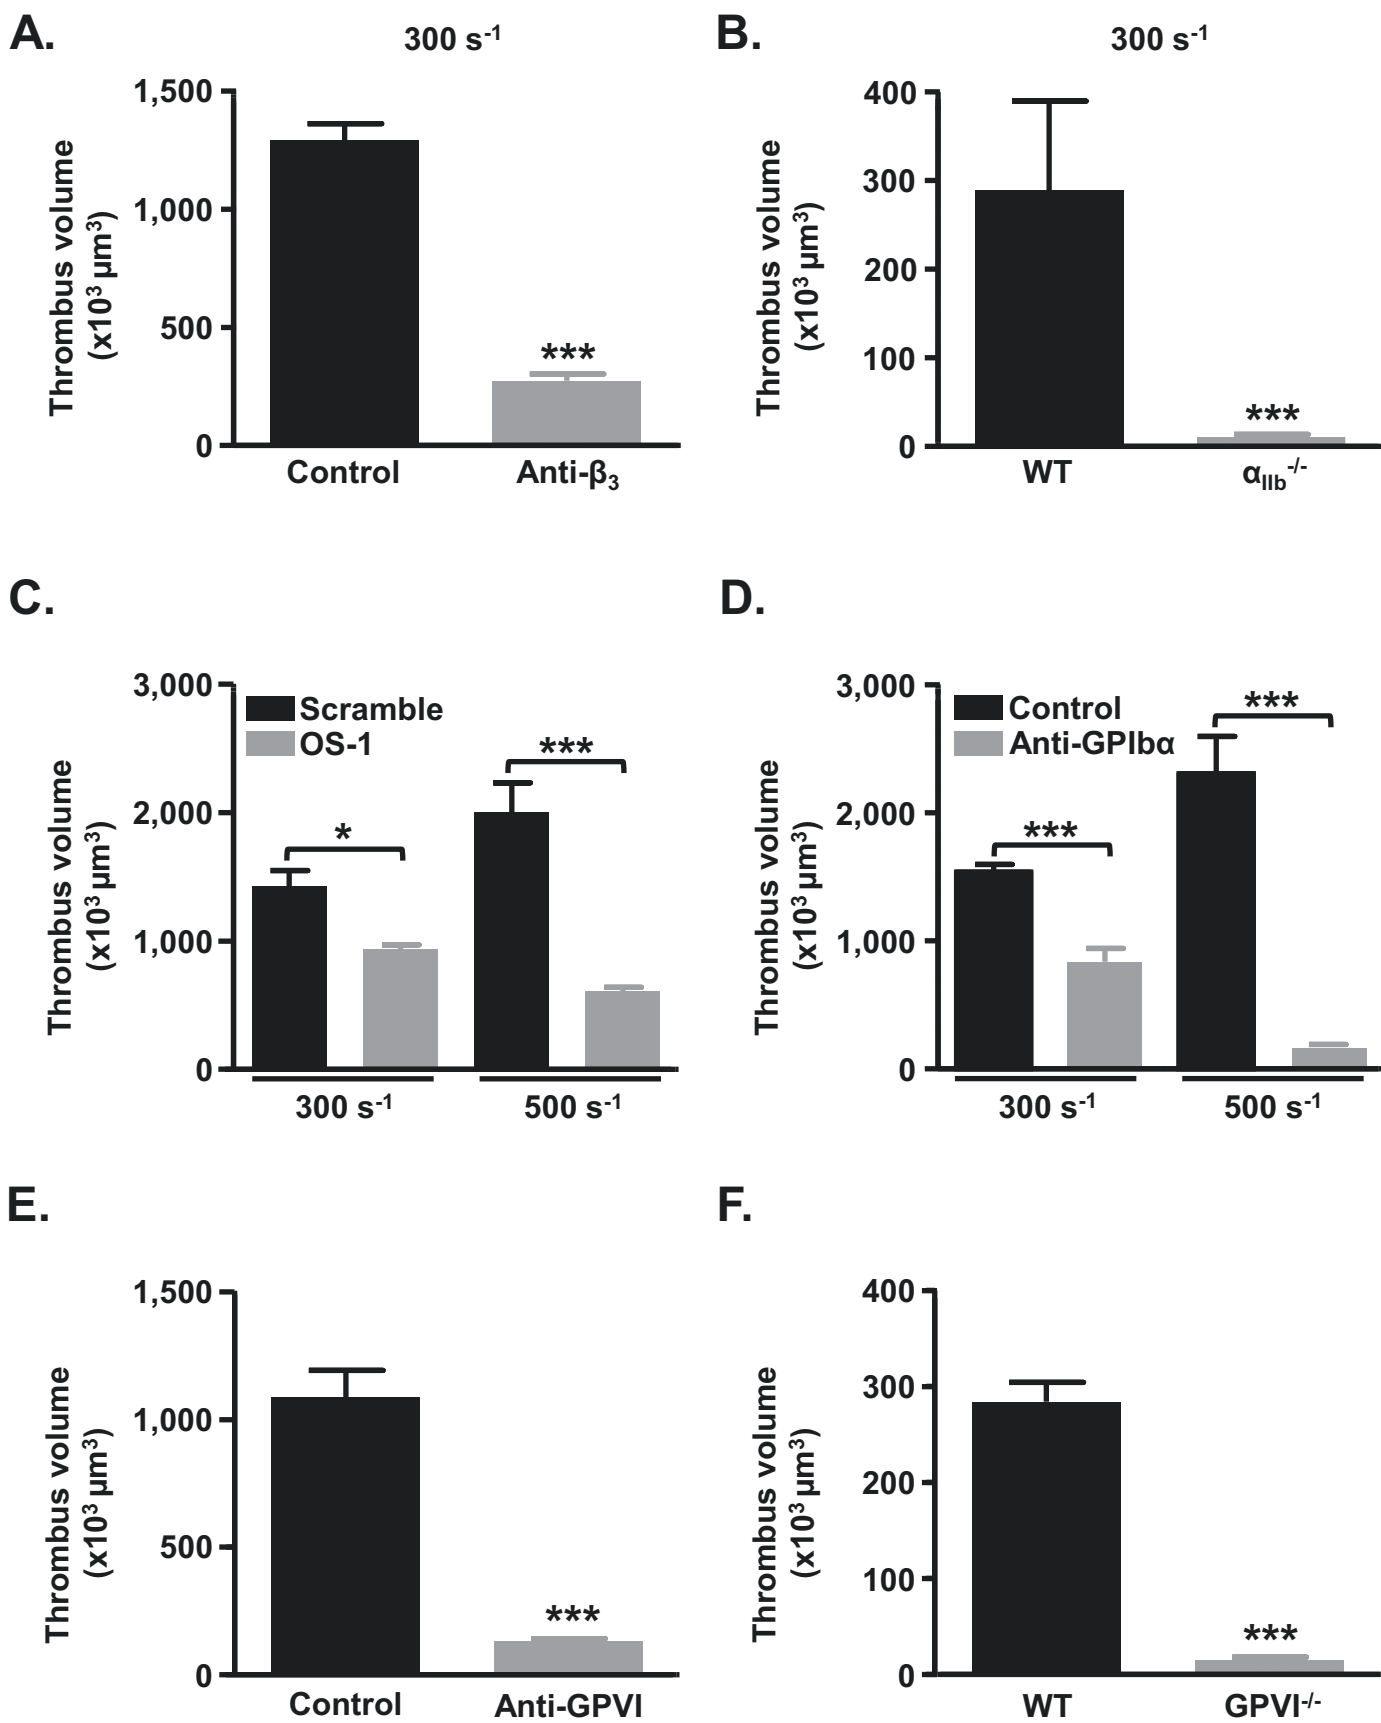 A.
300 s⁻¹
Thrombus volume
(x10³ µm³)
1,500
1,000
500
0
***
Control
Anti-β₃
B.
300 s⁻¹
Thrombus volume
(x10³ µm³)
400
300
200
100
0
***
WT
α_IIb⁻/⁻
C.
Thrombus volume
(x10³ µm³)
3,000
2,000
1,000
0
Scramble
OS-1
*
***
300 s⁻¹
500 s⁻¹
D.
Thrombus volume
(x10³ µm³)
3,000
2,000
1,000
0
Control
Anti-GPIbα
***
***
300 s⁻¹
500 s⁻¹
E.
Thrombus volume
(x10³ µm³)
1,500
1,000
500
0
***
Control
Anti-GPVI
F.
Thrombus volume
(x10³ µm³)
400
300
200
100
0
***
WT
GPVI⁻/⁻